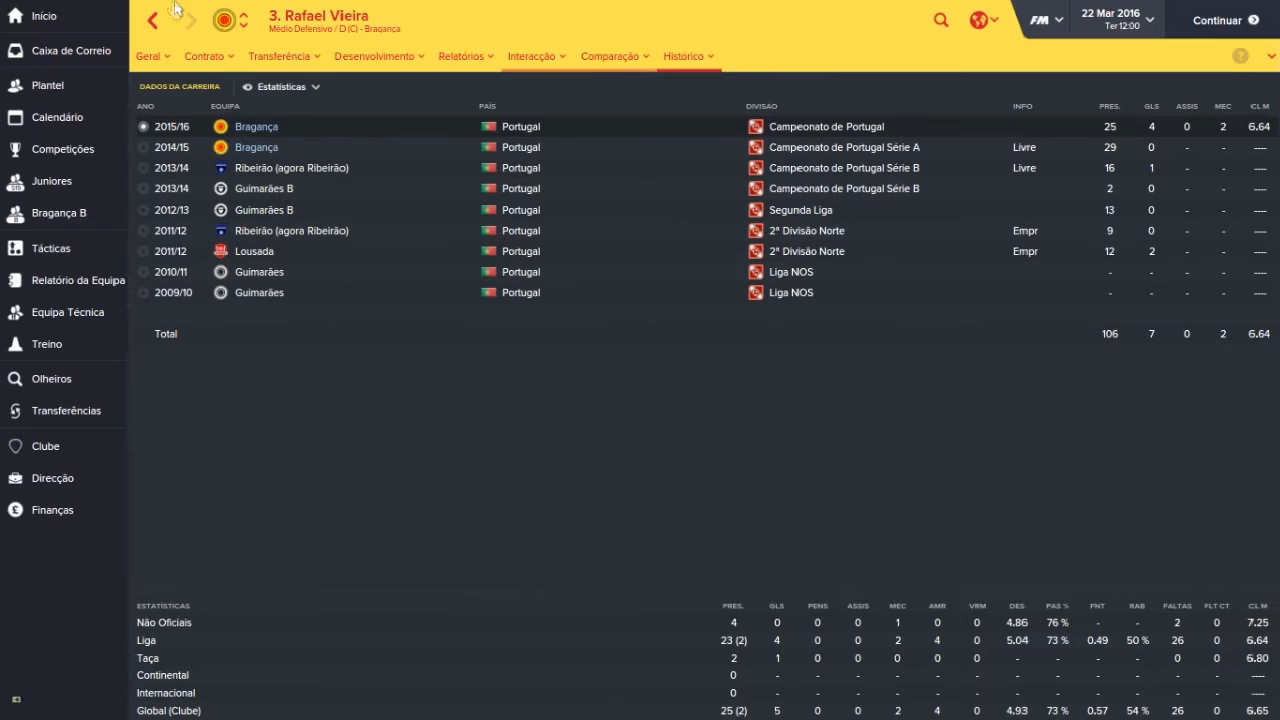 Início
Caixa de Correio
Plantel
Calendário
Competições
Juniores
Bragança B
Tácticas
Relatório da Equipa
Equipa Técnica
Treino
Olheiros
Transferências
Clube
Direcção
Finanças
3. Rafael Vieira
Médio Defensivo / D (C) - Bragança
FM
22 Mar 2016
Ter 12:00
Continuar
Geral Contrato Transferência Desenvolvimento Relatórios Interacção Comparação Histórico ?
DADOS DA CARREIRA Estatísticas
ANO EQUIPA PAÍS DIVISÃO INFO PRES. GLS ASSIS MEC CL M
2015/16 Bragança Portugal Campeonato de Portugal 25 4 0 2 6.64
2014/15 Bragança Portugal Campeonato de Portugal Série A Livre 29 0 - - ----
2013/14 Ribeirão (agora Ribeirão) Portugal Campeonato de Portugal Série B Livre 16 1 - - ----
2013/14 Guimarães B Portugal Campeonato de Portugal Série B 2 0 - - ----
2012/13 Guimarães B Portugal Segunda Liga 13 0 - - ----
2011/12 Ribeirão (agora Ribeirão) Portugal 2ª Divisão Norte Empr 9 0 - - ----
2011/12 Lousada Portugal 2ª Divisão Norte Empr 12 2 - - ----
2010/11 Guimarães Portugal Liga NOS - - - - ----
2009/10 Guimarães Portugal Liga NOS - - - - ----
Total 106 7 0 2 6.64
ESTATÍSTICAS PRES. GLS PENS ASSIS MEC AMR VRM DES PAS % FNT RAB FALTAS FLT CT CL M
Não Oficiais 4 0 0 0 1 0 0 4.86 76 % - - 2 0 7.25
Liga 23 (2) 4 0 0 2 4 0 5.04 73 % 0.49 50 % 26 0 6.64
Taça 2 1 0 0 0 0 0 - - - - 0 0 6.80
Continental 0 - - - - - - - - - - - - ----
Internacional 0 - - - - - - - - - - - - ----
Global (Clube) 25 (2) 5 0 0 2 4 0 4.93 73 % 0.57 54 % 26 0 6.65